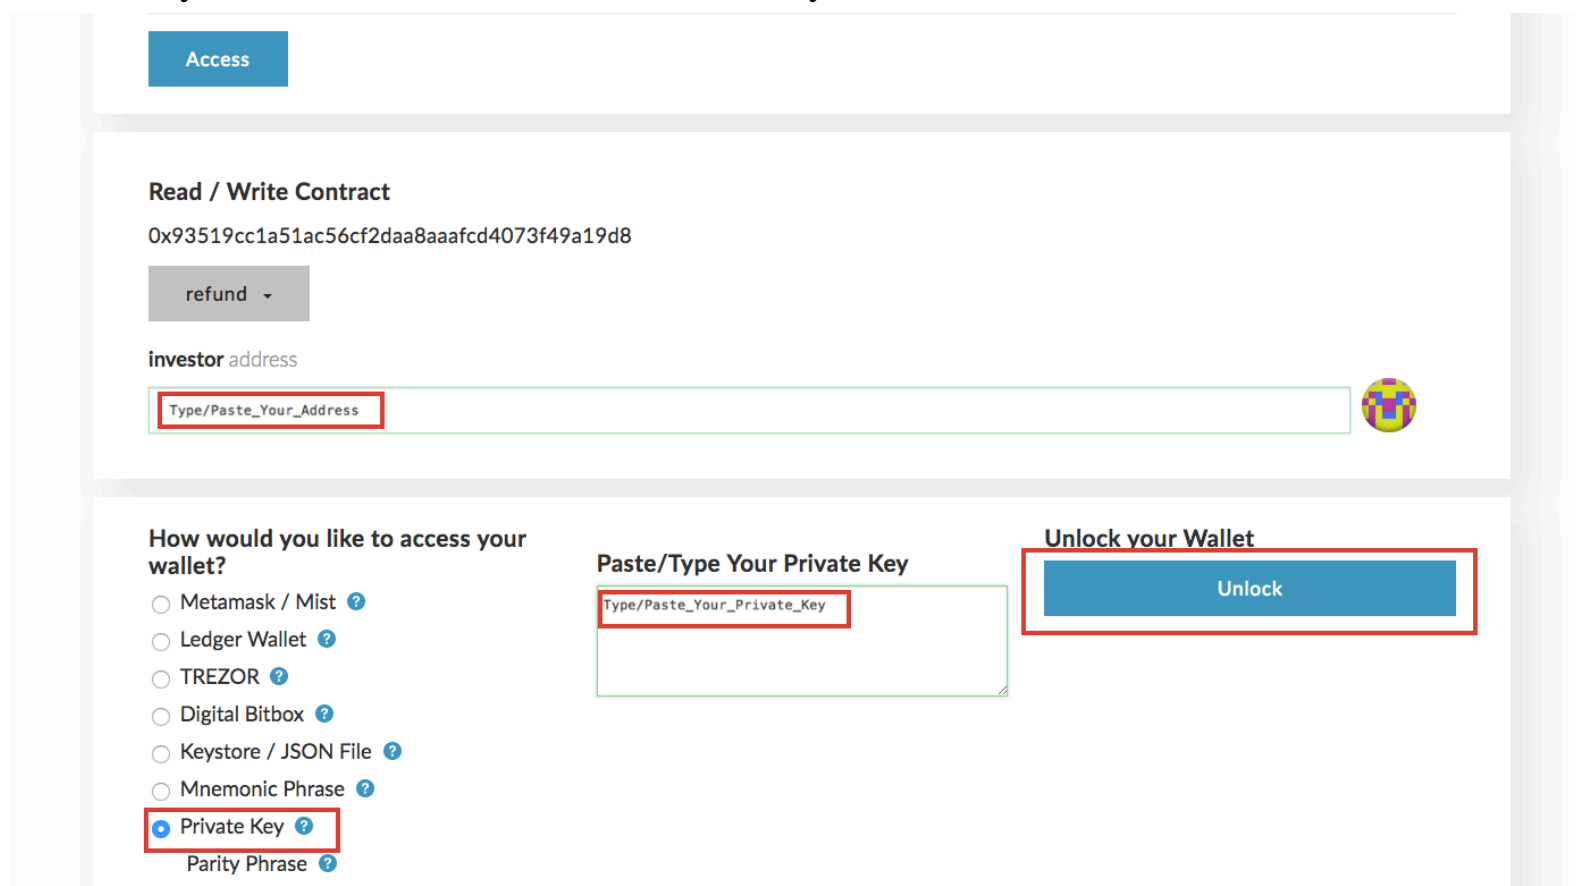 Access
Read / Write Contract
0x93519cc1a51ac56cf2daa8aaafcd4073f49a19d8
refund
investor address
Type/Paste_Your_Address
How would you like to access your
wallet?
Metamask / Mist ?
Ledger Wallet ?
TREZOR ?
Digital Bitbox ?
Keystore / JSON File ?
Mnemonic Phrase ?
Private Key ?
Parity Phrase ?
Paste/Type Your Private Key
Type/Paste_Your_Private_Key
Unlock your Wallet
Unlock